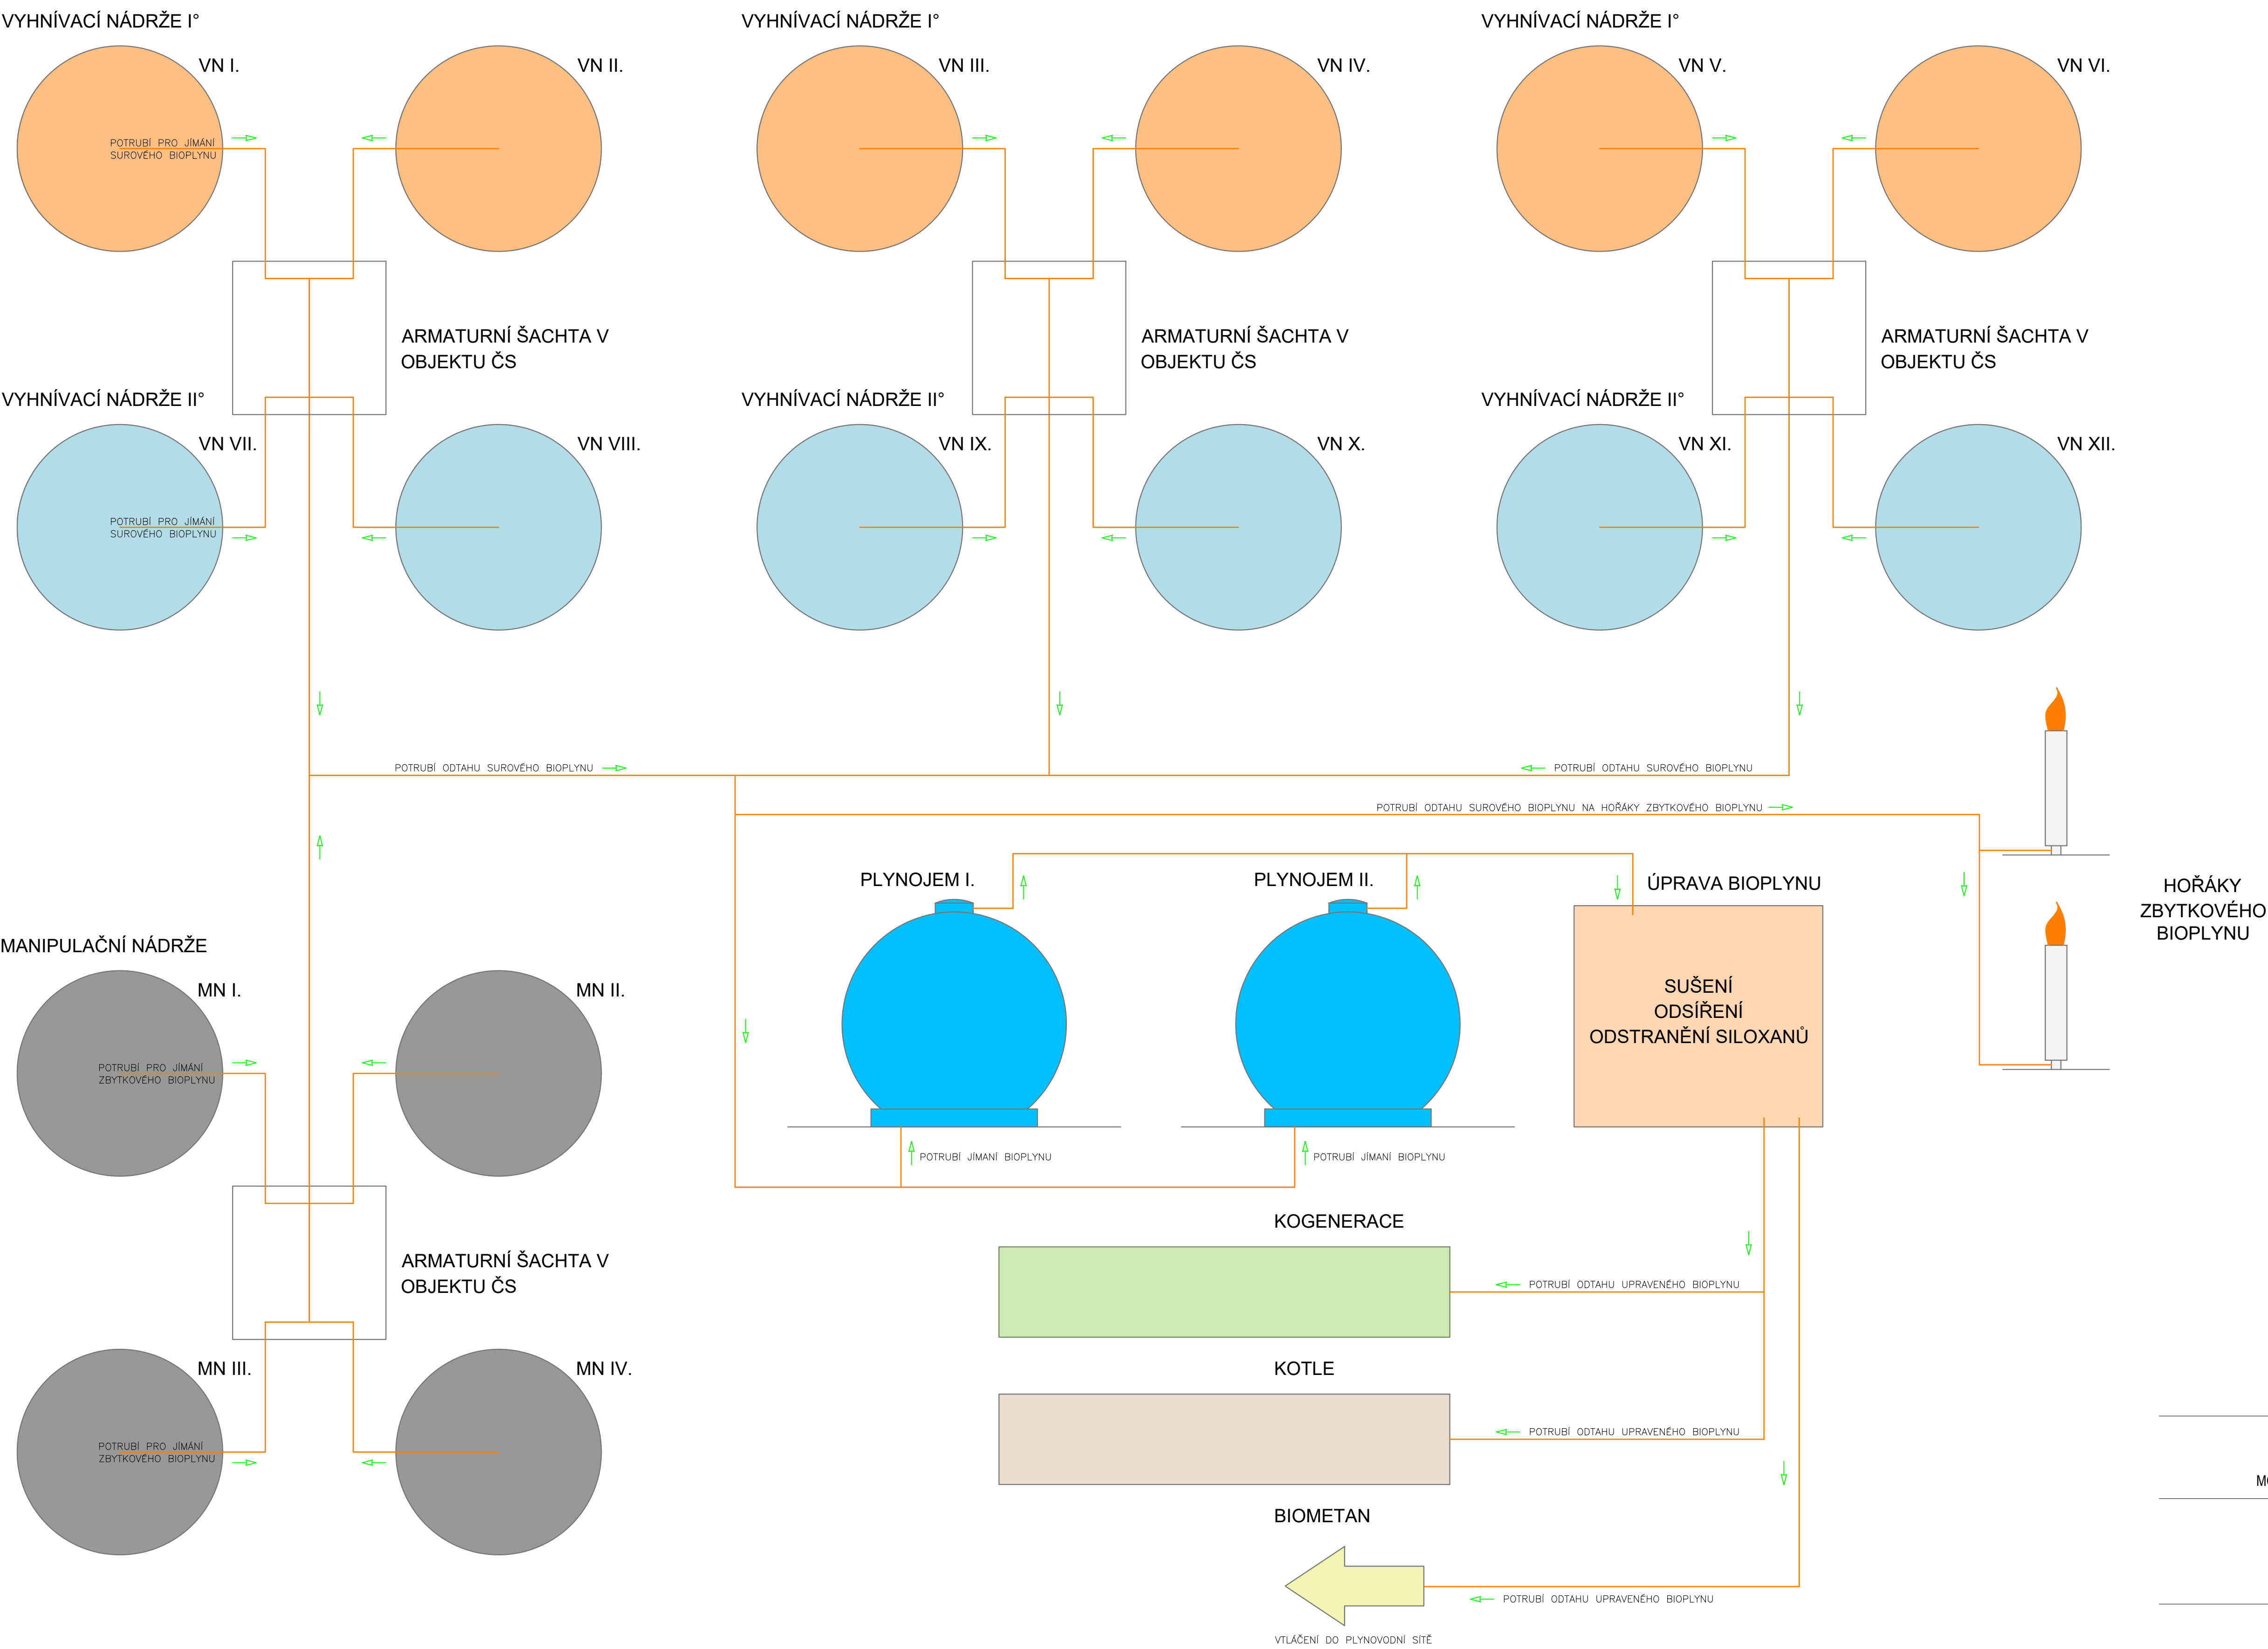 VYHNÍVACÍ NÁDRŽE I°
VYHNÍVACÍ NÁDRŽE I°
VYHNÍVACÍ NÁDRŽE I°
VN I.
VN II.
VN III.
VN IV.
VN V.
VN VI.
POTRUBÍ PRO JÍMÁNÍ
SUROVÉHO BIOPLYNU
ARMATURNÍ ŠACHTA V
OBJEKTU ČS
ARMATURNÍ ŠACHTA V
OBJEKTU ČS
ARMATURNÍ ŠACHTA V
OBJEKTU ČS
VYHNÍVACÍ NÁDRŽE II°
VYHNÍVACÍ NÁDRŽE II°
VYHNÍVACÍ NÁDRŽE II°
VN VII.
VN VIII.
VN IX.
VN X.
VN XI.
VN XII.
POTRUBÍ PRO JÍMÁNÍ
SUROVÉHO BIOPLYNU
POTRUBÍ ODTAHU SUROVÉHO BIOPLYNU
POTRUBÍ ODTAHU SUROVÉHO BIOPLYNU
POTRUBÍ ODTAHU SUROVÉHO BIOPLYNU NA HOŘÁKY ZBYTKOVÉHO BIOPLYNU
PLYNOJEM I.
PLYNOJEM II.
ÚPRAVA BIOPLYNU
HOŘÁKY
ZBYTKOVÉHO
BIOPLYNU
SUŠENÍ
ODSÍŘENÍ
ODSTRANĚNÍ SILOXANŮ
MANIPULAČNÍ NÁDRŽE
MN I.
MN II.
POTRUBÍ PRO JÍMÁNÍ
ZBYTKOVÉHO BIOPLYNU
POTRUBÍ JÍMANÍ BIOPLYNU
POTRUBÍ JÍMANÍ BIOPLYNU
ARMATURNÍ ŠACHTA V
OBJEKTU ČS
KOGENERACE
POTRUBÍ ODTAHU UPRAVENÉHO BIOPLYNU
MN III.
MN IV.
POTRUBÍ PRO JÍMÁNÍ
ZBYTKOVÉHO BIOPLYNU
KOTLE
POTRUBÍ ODTAHU UPRAVENÉHO BIOPLYNU
BIOMETAN
POTRUBÍ ODTAHU UPRAVENÉHO BIOPLYNU
VTLÁČENÍ DO PLYNOVODNÍ SÍTĚ